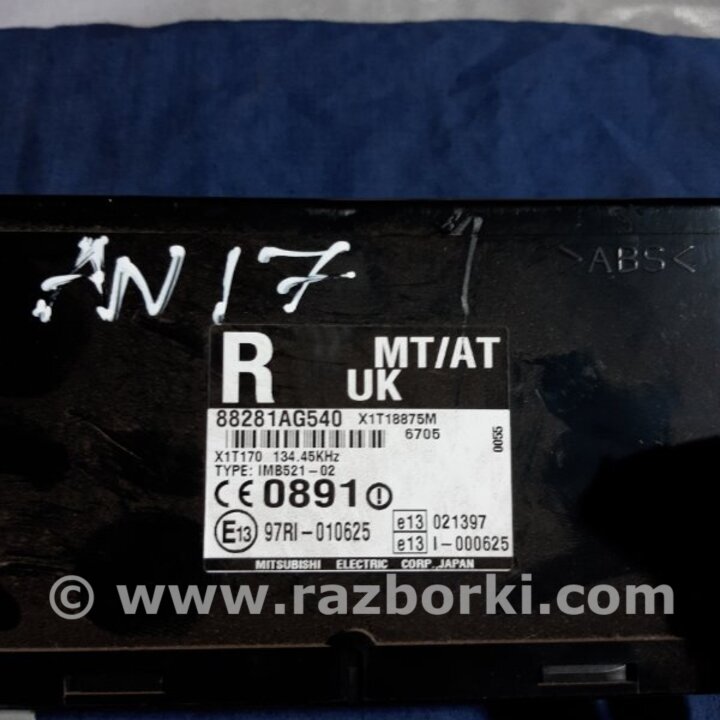 AN17
>ABS<
R MT/AT
UK
88281AG540 X1T18875M
6705
0055
X1T170 134.45KHz
TYPE: IMB521-02
CE 0891
E13 97RI-010625
e13 021397
e13 I-000625
MITSUBISHI ELECTRIC CORP.,JAPAN
© www.razborki.com